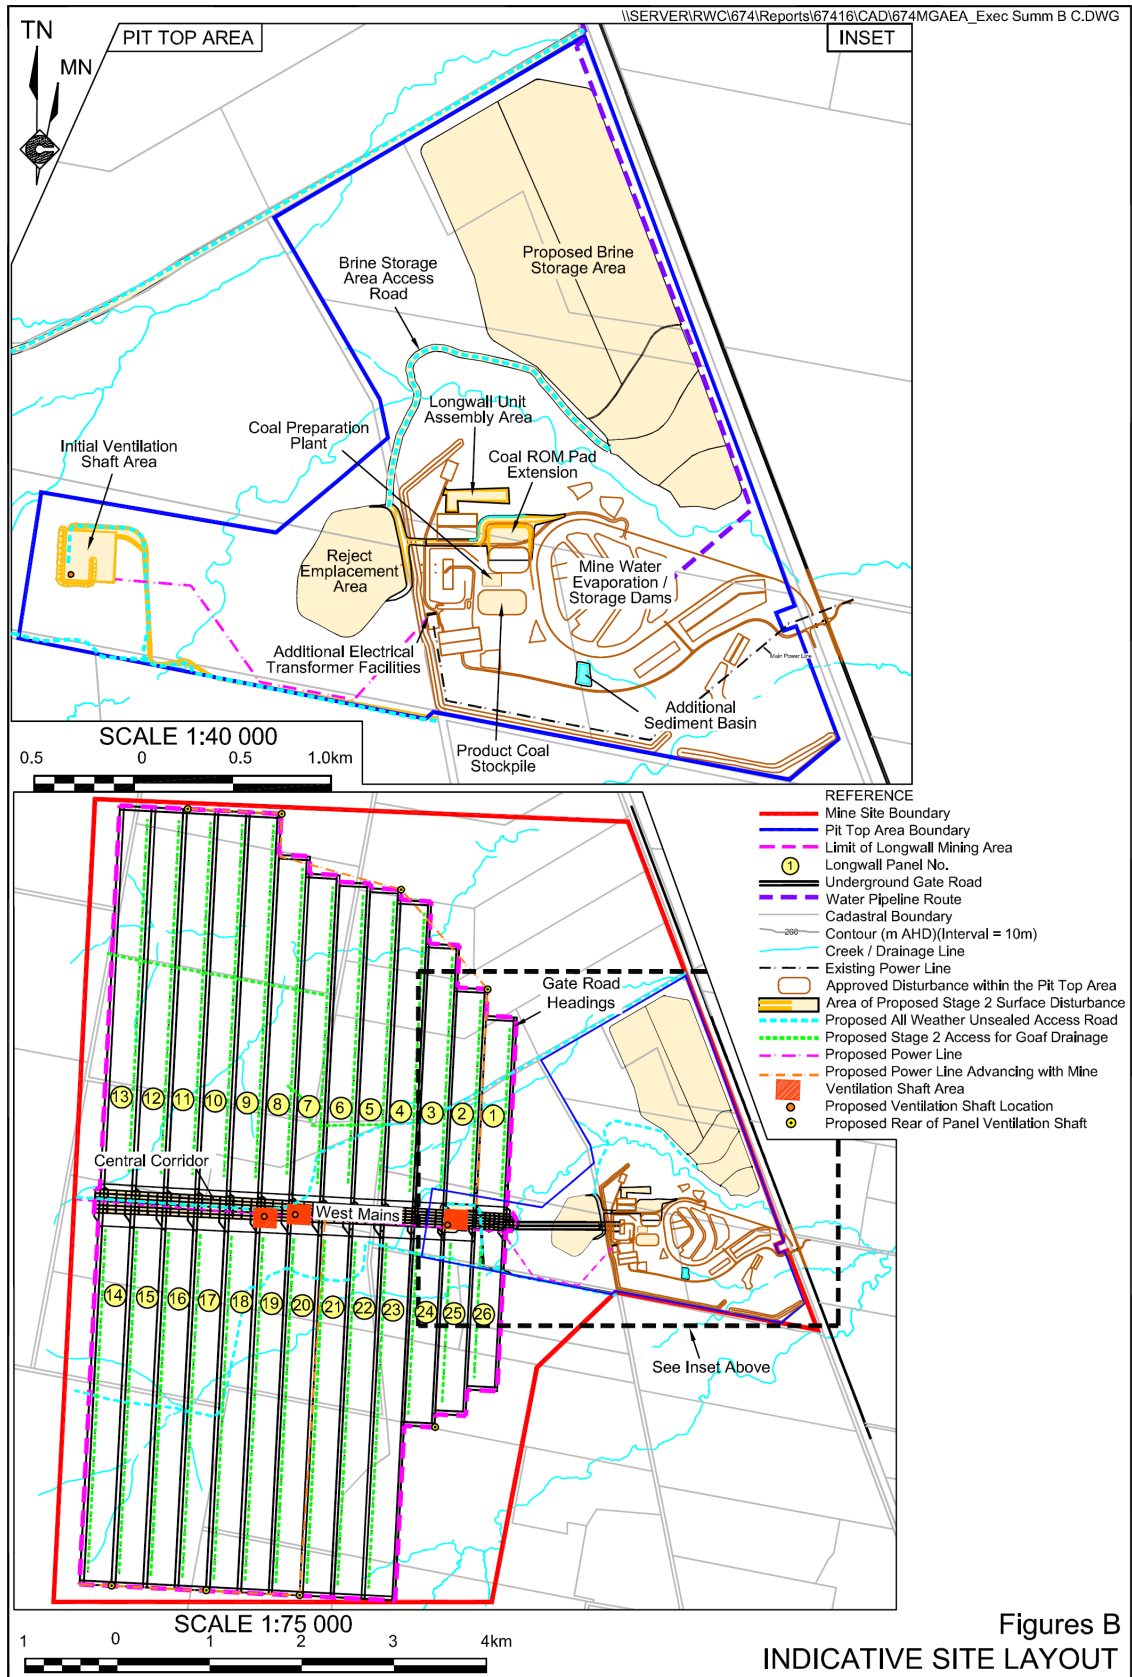 \\SERVER\RWC\674\Reports\67416\CAD\674MGAEA_Exec Summ B C.DWG
TN
MN
PIT TOP AREA
INSET
Proposed Brine
Storage Area
Brine Storage
Area Access
Road
Longwall Unit
Assembly Area
Coal Preparation
Plant
Initial Ventilation
Shaft Area
Coal ROM Pad
Extension
Reject
Emplacement
Area
Mine Water
Evaporation /
Storage Dams
Additional Electrical
Transformer Facilities
Main Power Line
Additional
Sediment Basin
Product Coal
Stockpile
SCALE 1:40 000
0.5 0 0.5 1.0km
REFERENCE
Mine Site Boundary
Pit Top Area Boundary
Limit of Longwall Mining Area
1 Longwall Panel No.
Underground Gate Road
Water Pipeline Route
Cadastral Boundary
200 Contour (m AHD)(Interval = 10m)
Creek / Drainage Line
Existing Power Line
Approved Disturbance within the Pit Top Area
Area of Proposed Stage 2 Surface Disturbance
Proposed All Weather Unsealed Access Road
Proposed Stage 2 Access for Goaf Drainage
Proposed Power Line
Proposed Power Line Advancing with Mine
Ventilation Shaft Area
Proposed Ventilation Shaft Location
Proposed Rear of Panel Ventilation Shaft
Gate Road
Headings
13 12 11 10 9 8 7 6 5 4 3 2 1
Central Corridor
West Mains
14 15 16 17 18 19 20 21 22 23 24 25 26
See Inset Above
SCALE 1:75 000
1 0 1 2 3 4km
Figures B
INDICATIVE SITE LAYOUT